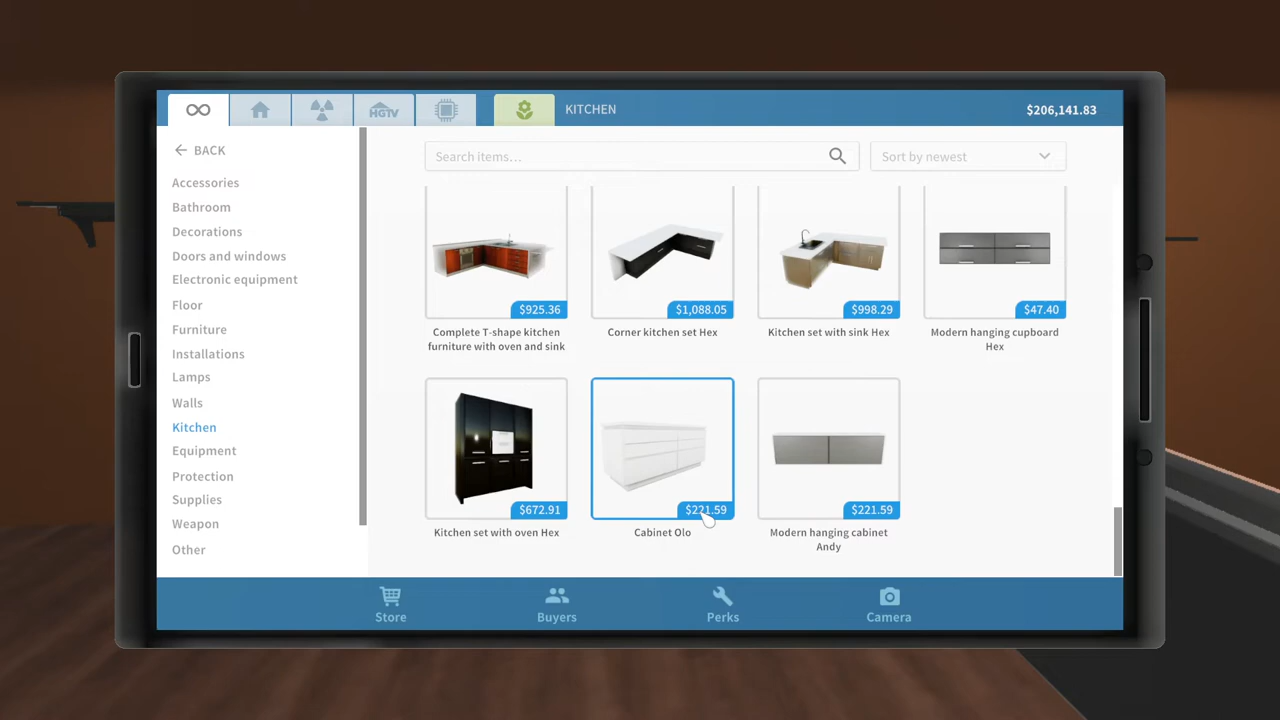 HGTV
KITCHEN
$206,141.83
BACK
Search items...
Sort by newest
Accessories
Bathroom
Decorations
Doors and windows
Electronic equipment
Floor
Furniture
Installations
Lamps
Walls
Kitchen
Equipment
Protection
Supplies
Weapon
Other
$925.36
$1,088.05
$998.29
$47.40
Complete T-shape kitchen
furniture with oven and sink
Corner kitchen set Hex
Kitchen set with sink Hex
Modern hanging cupboard
Hex
$672.91
$221.59
$221.59
Kitchen set with oven Hex
Cabinet Olo
Modern hanging cabinet
Andy
Store
Buyers
Perks
Camera